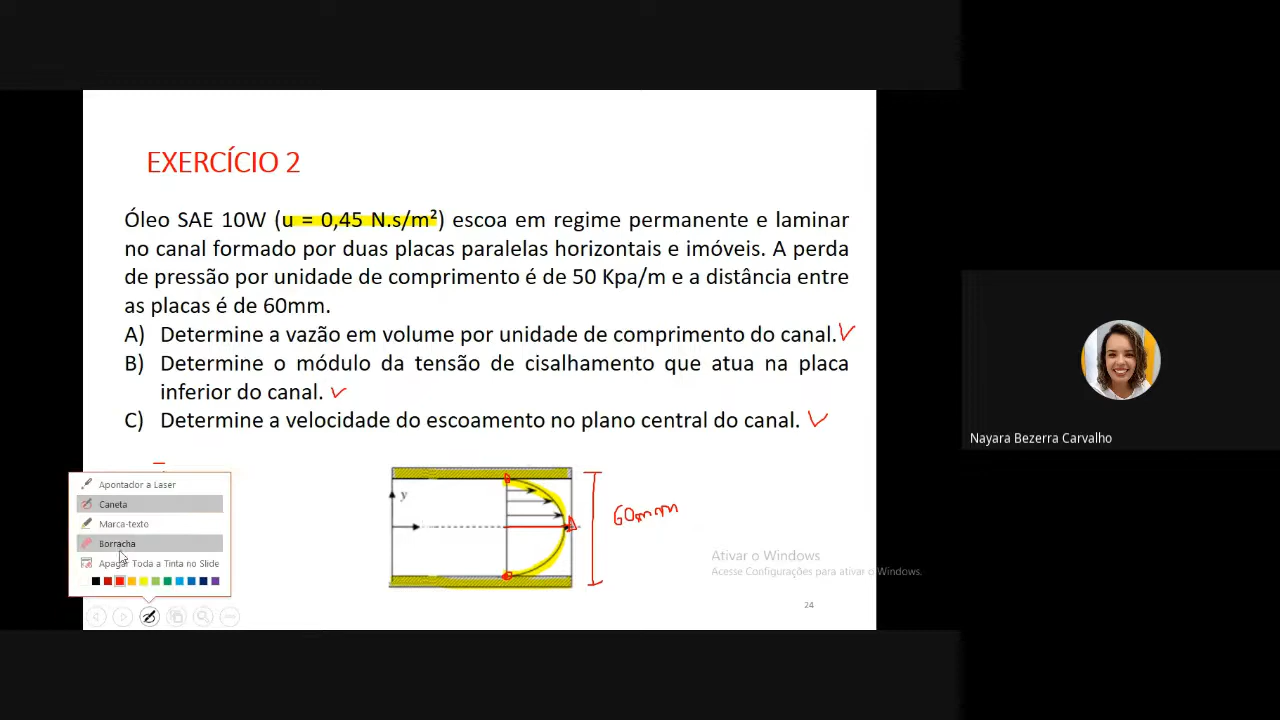 EXERCÍCIO 2
Óleo SAE 10W (u = 0,45 N.s/m²) escoa em regime permanente e laminar
no canal formado por duas placas paralelas horizontais e imóveis. A perda
de pressão por unidade de comprimento é de 50 Kpa/m e a distância entre
as placas é de 60mm.
A) Determine a vazão em volume por unidade de comprimento do canal.
B) Determine o módulo da tensão de cisalhamento que atua na placa
inferior do canal.
C) Determine a velocidade do escoamento no plano central do canal.
Nayara Bezerra Carvalho
Apontador a Laser
Caneta
Marca-texto
Borracha
Apagar Toda a Tinta no Slide
y
60mm
Ativar o Windows
Acesse Configurações para ativar o Windows.
24